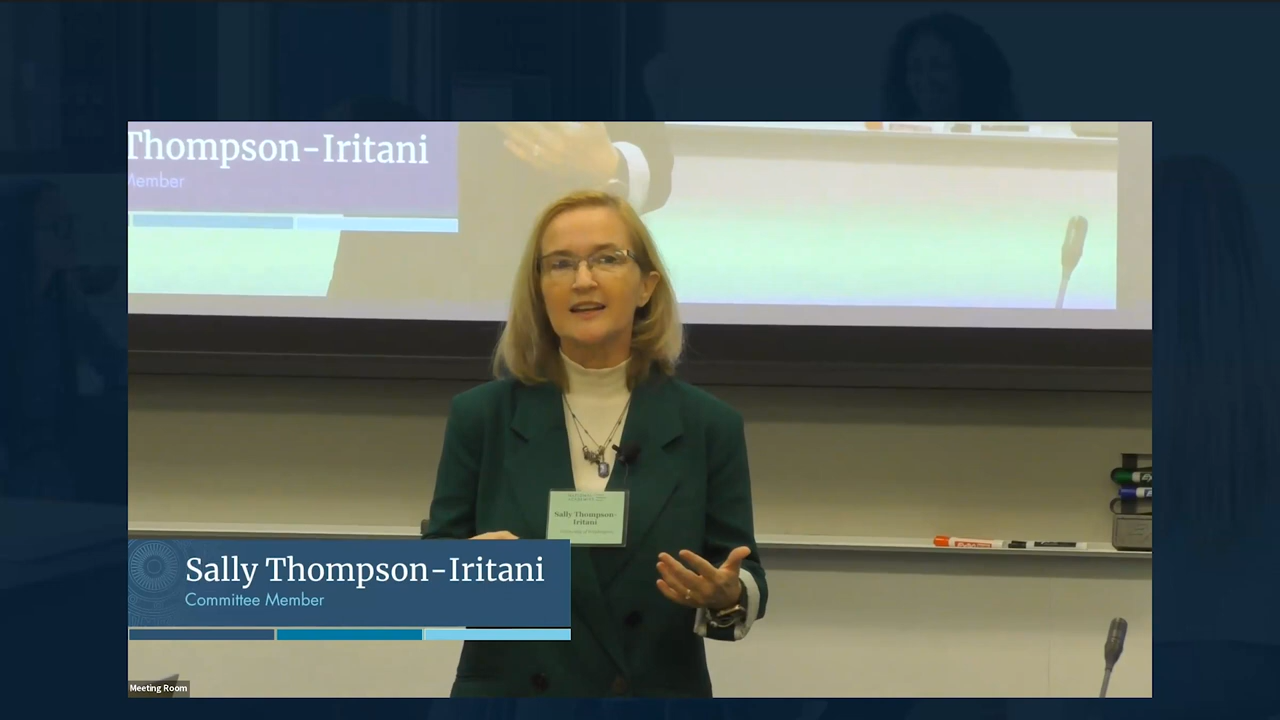 Thompson-Iritani
Member
Sally Thompson-
Iritani
Sally Thompson-Iritani
Committee Member
Meeting Room